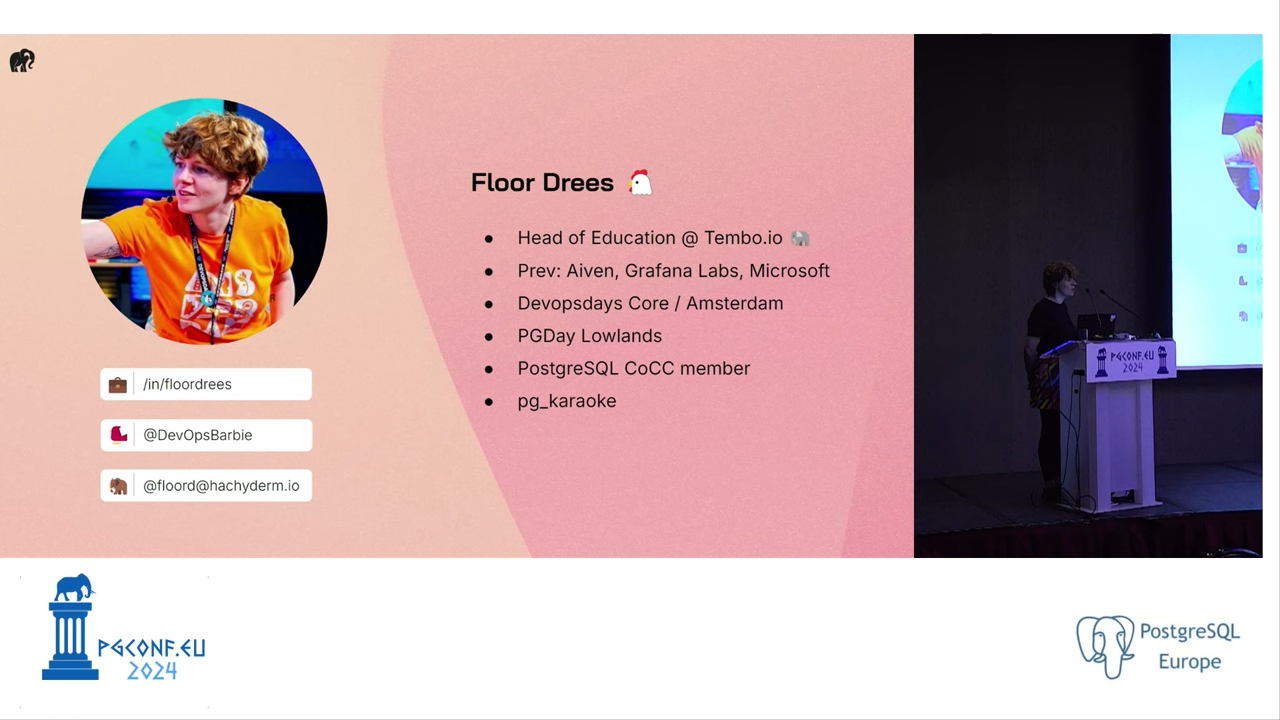 Floor Drees
Head of Education @ Tembo.io
Prev: Aiven, Grafana Labs, Microsoft
Devopsdays Core / Amsterdam
PGDay Lowlands
PostgreSQL CoCC member
pg_karaoke
/in/floordrees
@DevOpsBarbie
@floord@hachyderm.io
PGCONF.EU
2024
PGCONF.EU
2024
PostgreSQL
Europe